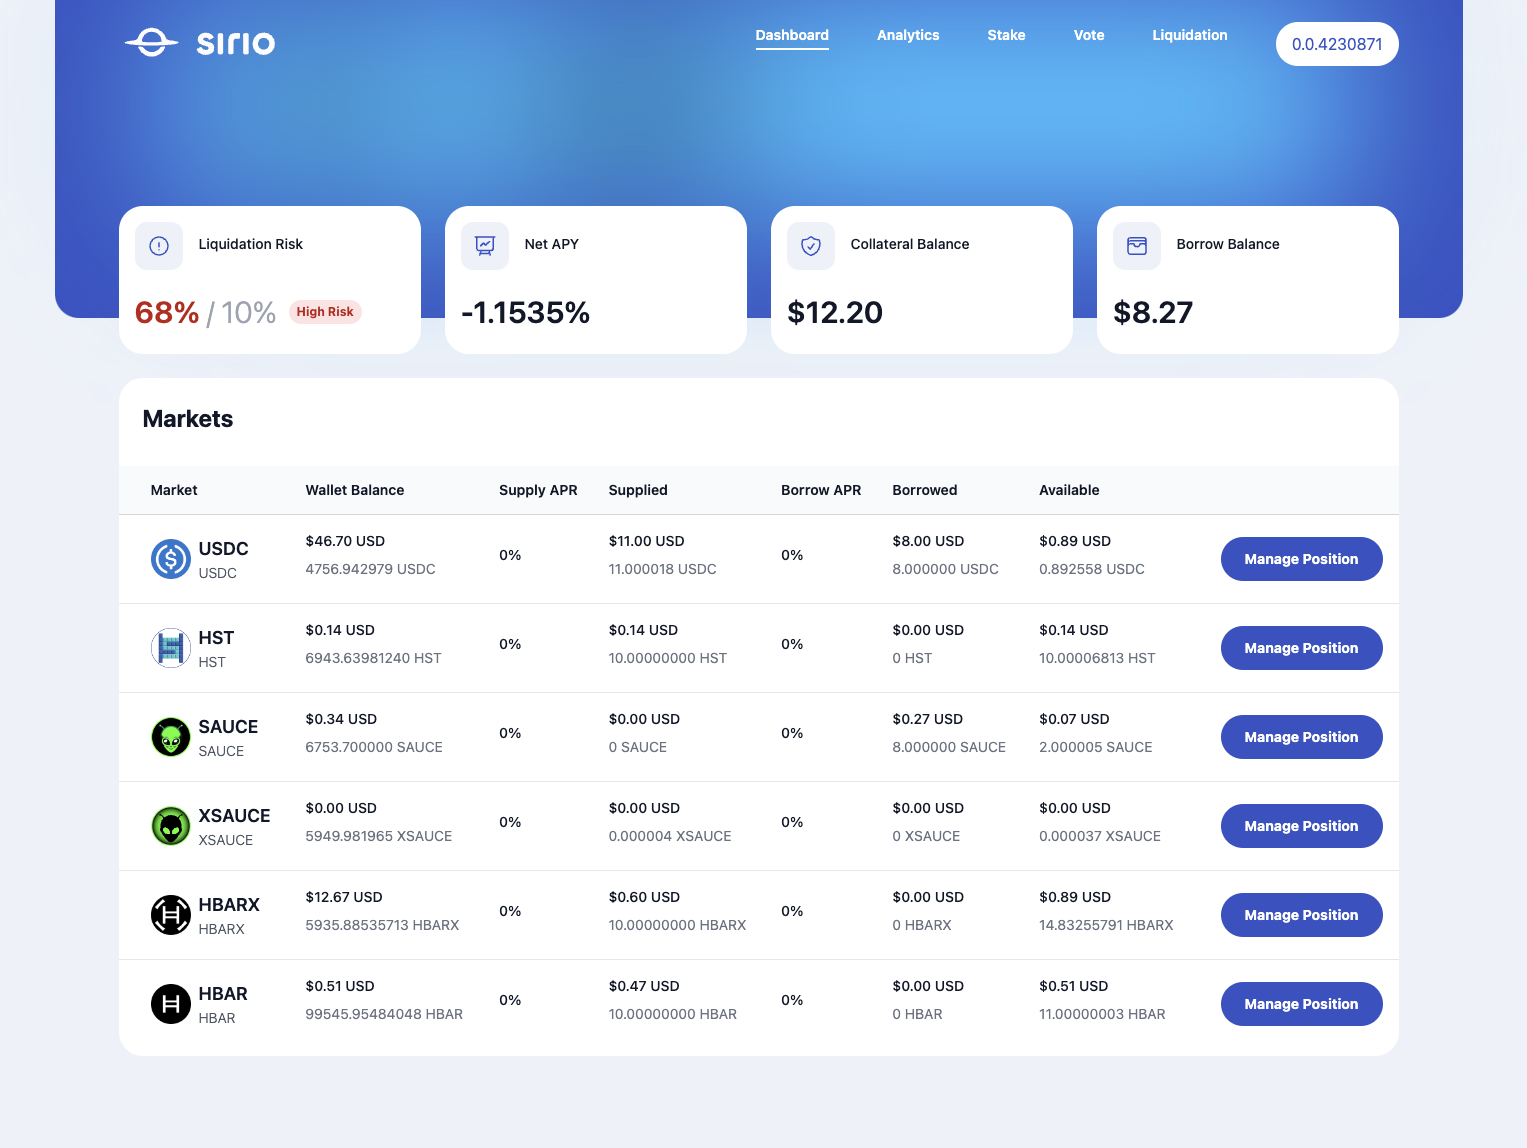 sirio
Dashboard Analytics Stake Vote Liquidation 0.0.4230871
Liquidation Risk
68% / 10% High Risk
Net APY
-1.1535%
Collateral Balance
$12.20
Borrow Balance
$8.27
Markets
Market Wallet Balance Supply APR Supplied Borrow APR Borrowed Available
USDC $46.70 USD 0% $11.00 USD 0% $8.00 USD $0.89 USD Manage Position
USDC 4756.942979 USDC 11.000018 USDC 8.000000 USDC 0.892558 USDC
HST $0.14 USD 0% $0.14 USD 0% $0.00 USD $0.14 USD Manage Position
HST 6943.63981240 HST 10.00000000 HST 0 HST 10.00006813 HST
SAUCE $0.34 USD 0% $0.00 USD 0% $0.27 USD $0.07 USD Manage Position
SAUCE 6753.700000 SAUCE 0 SAUCE 8.000000 SAUCE 2.000005 SAUCE
XSAUCE $0.00 USD 0% $0.00 USD 0% $0.00 USD $0.00 USD Manage Position
XSAUCE 5949.981965 XSAUCE 0.000004 XSAUCE 0 XSAUCE 0.000037 XSAUCE
HBARX $12.67 USD 0% $0.60 USD 0% $0.00 USD $0.89 USD Manage Position
HBARX 5935.88535713 HBARX 10.00000000 HBARX 0 HBARX 14.83255791 HBARX
HBAR $0.51 USD 0% $0.47 USD 0% $0.00 USD $0.51 USD Manage Position
HBAR 99545.95484048 HBAR 10.00000000 HBAR 0 HBAR 11.00000003 HBAR